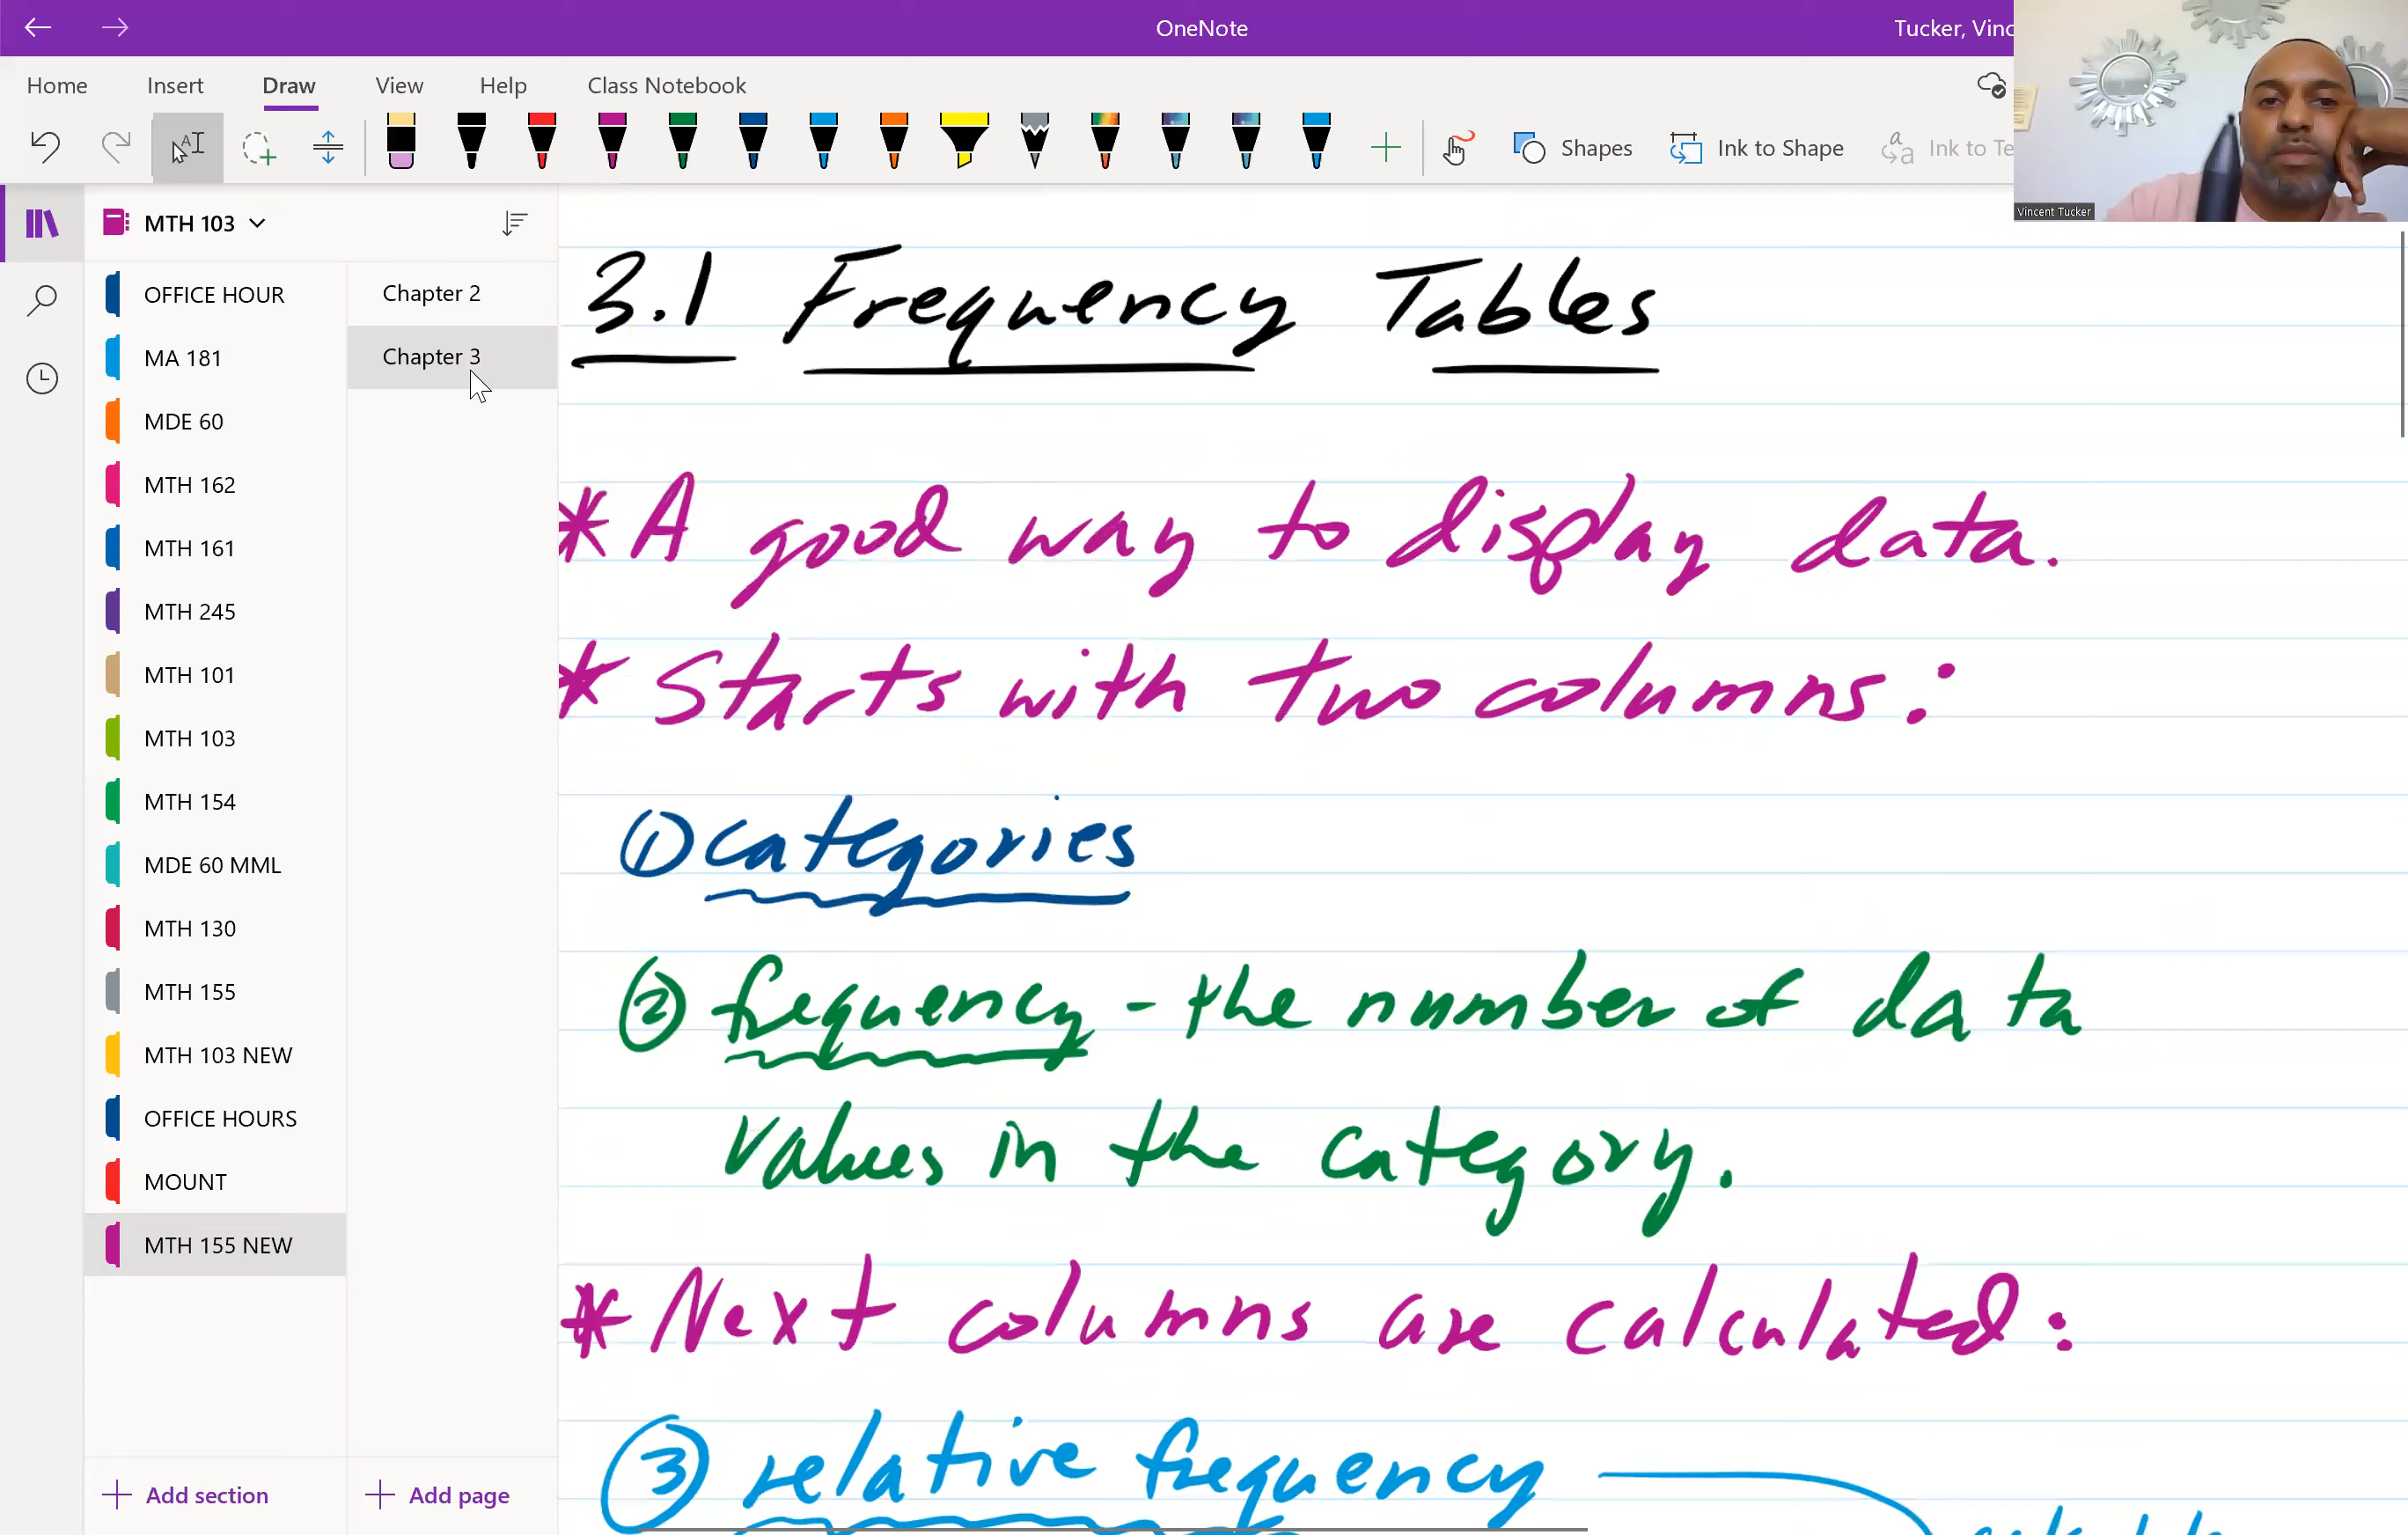 OneNote
Tucker, Vinc
Home Insert Draw View Help Class Notebook
Shapes Ink to Shape Ink to Te
Vincent Tucker
MTH 103
OFFICE HOUR
MA 181
MDE 60
MTH 162
MTH 161
MTH 245
MTH 101
MTH 103
MTH 154
MDE 60 MML
MTH 130
MTH 155
MTH 103 NEW
OFFICE HOURS
MOUNT
MTH 155 NEW
Add section
Chapter 2
Chapter 3
Add page
3.1 Frequency Tables
* A good way to display data.
* Starts with two columns:
① categories
② frequency - the number of data
values in the category.
* Next columns are calculated:
③ relative frequency